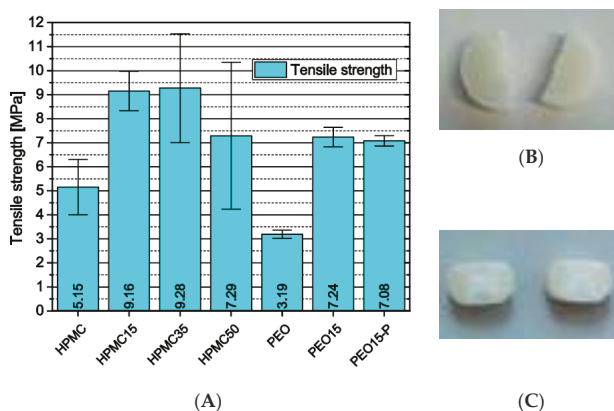 12
11
10
9
8
7
6
5
4
3
2
1
0
Tensile strength [MPa]
Tensile strength
5.15
9.16
9.28
7.29
3.19
7.24
7.08
HPMC
HPMC15
HPMC35
HPMC50
PEO
PEO15
PEO15-P
(A)
(B)
(C)